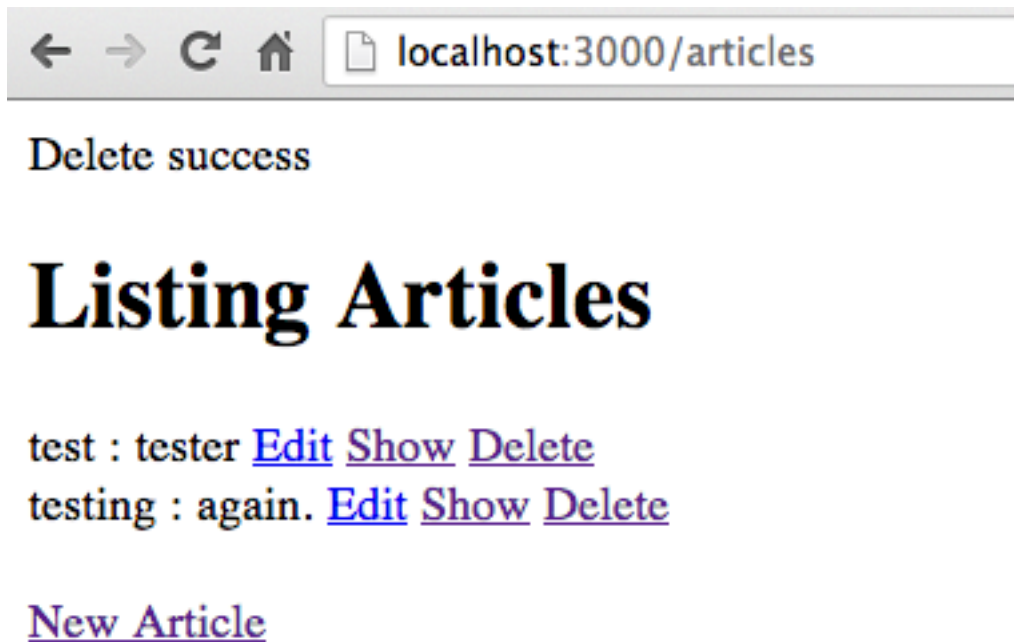 localhost:3000/articles
Delete success
Listing Articles
test : tester Edit Show Delete
testing : again. Edit Show Delete
New Article